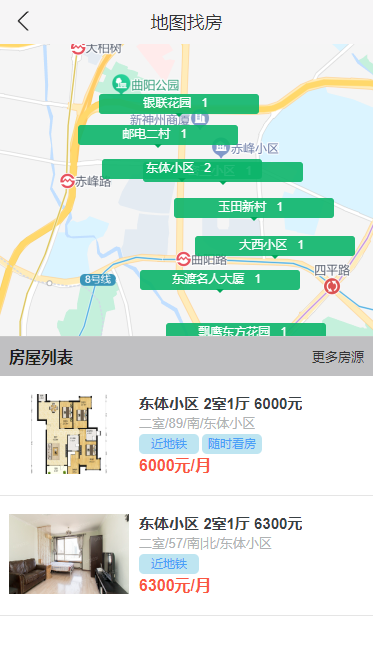 地图找房
大柏树
曲阳公园
银联花园 1
新神州商厦
邮电二村 1
赤峰小区
东体小区 2
1
赤峰路
玉田新村 1
大西小区 1
曲阳路
四平路
8号线
东渡名人大厦 1
飘鹰东方花园 1
房屋列表
更多房源
东体小区 2室1厅 6000元
二室/89/南/东体小区
近地铁 随时看房
6000元/月
东体小区 2室1厅 6300元
二室/57/南|北/东体小区
近地铁
6300元/月